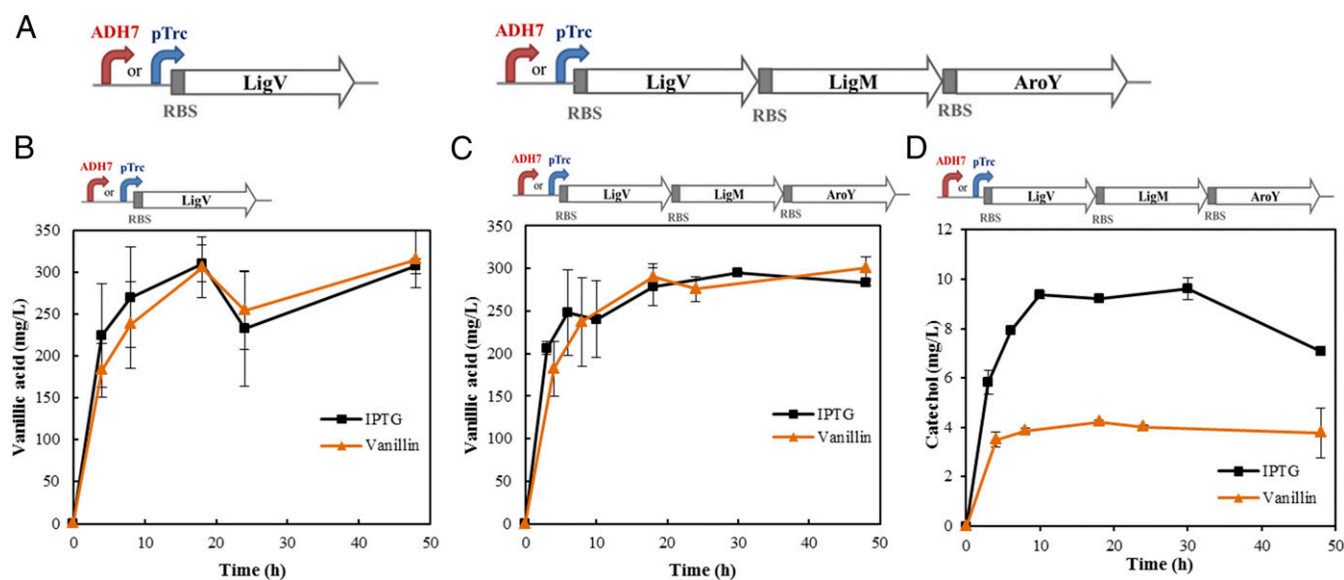 A
ADH7 or pTrc
LigV
RBS
ADH7 or pTrc
LigV LigM AroY
RBS RBS RBS
B
ADH7 or pTrc
LigV
RBS
350
300
250
200
150
100
50
0
Vanillic acid (mg/L)
IPTG
Vanillin
0 10 20 30 40 50
Time (h)
C
ADH7 or pTrc
LigV LigM AroY
RBS RBS RBS
350
300
250
200
150
100
50
0
Vanillic acid (mg/L)
IPTG
Vanillin
0 10 20 30 40 50
Time (h)
D
ADH7 or pTrc
LigV LigM AroY
RBS RBS RBS
12
10
8
6
4
2
0
Catechol (mg/L)
IPTG
Vanillin
0 10 20 30 40 50
Time (h)